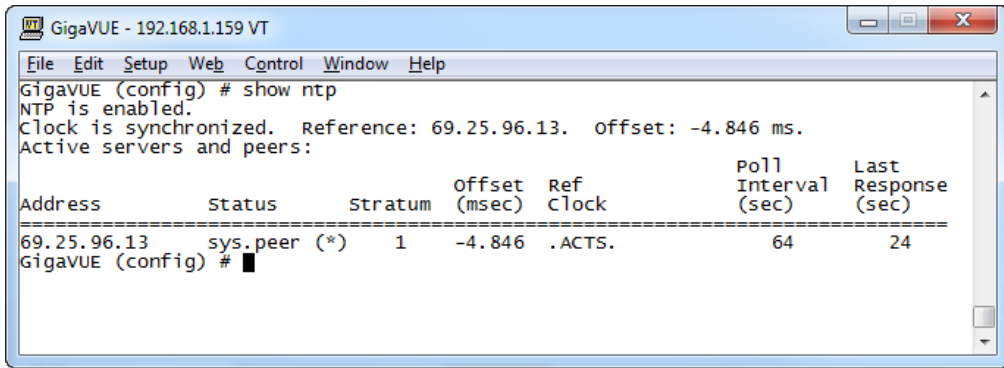 GigaVUE - 192.168.1.159 VT
File Edit Setup Web Control Window Help
GigaVUE (config) # show ntp
NTP is enabled.
Clock is synchronized.  Reference: 69.25.96.13.  Offset: -4.846 ms.
Active servers and peers:
Poll Last
Offset Ref Interval Response
Address Status Stratum (msec) Clock (sec) (sec)
==============================================================================
69.25.96.13 sys.peer (*) 1 -4.846 .ACTS. 64 24
GigaVUE (config) #